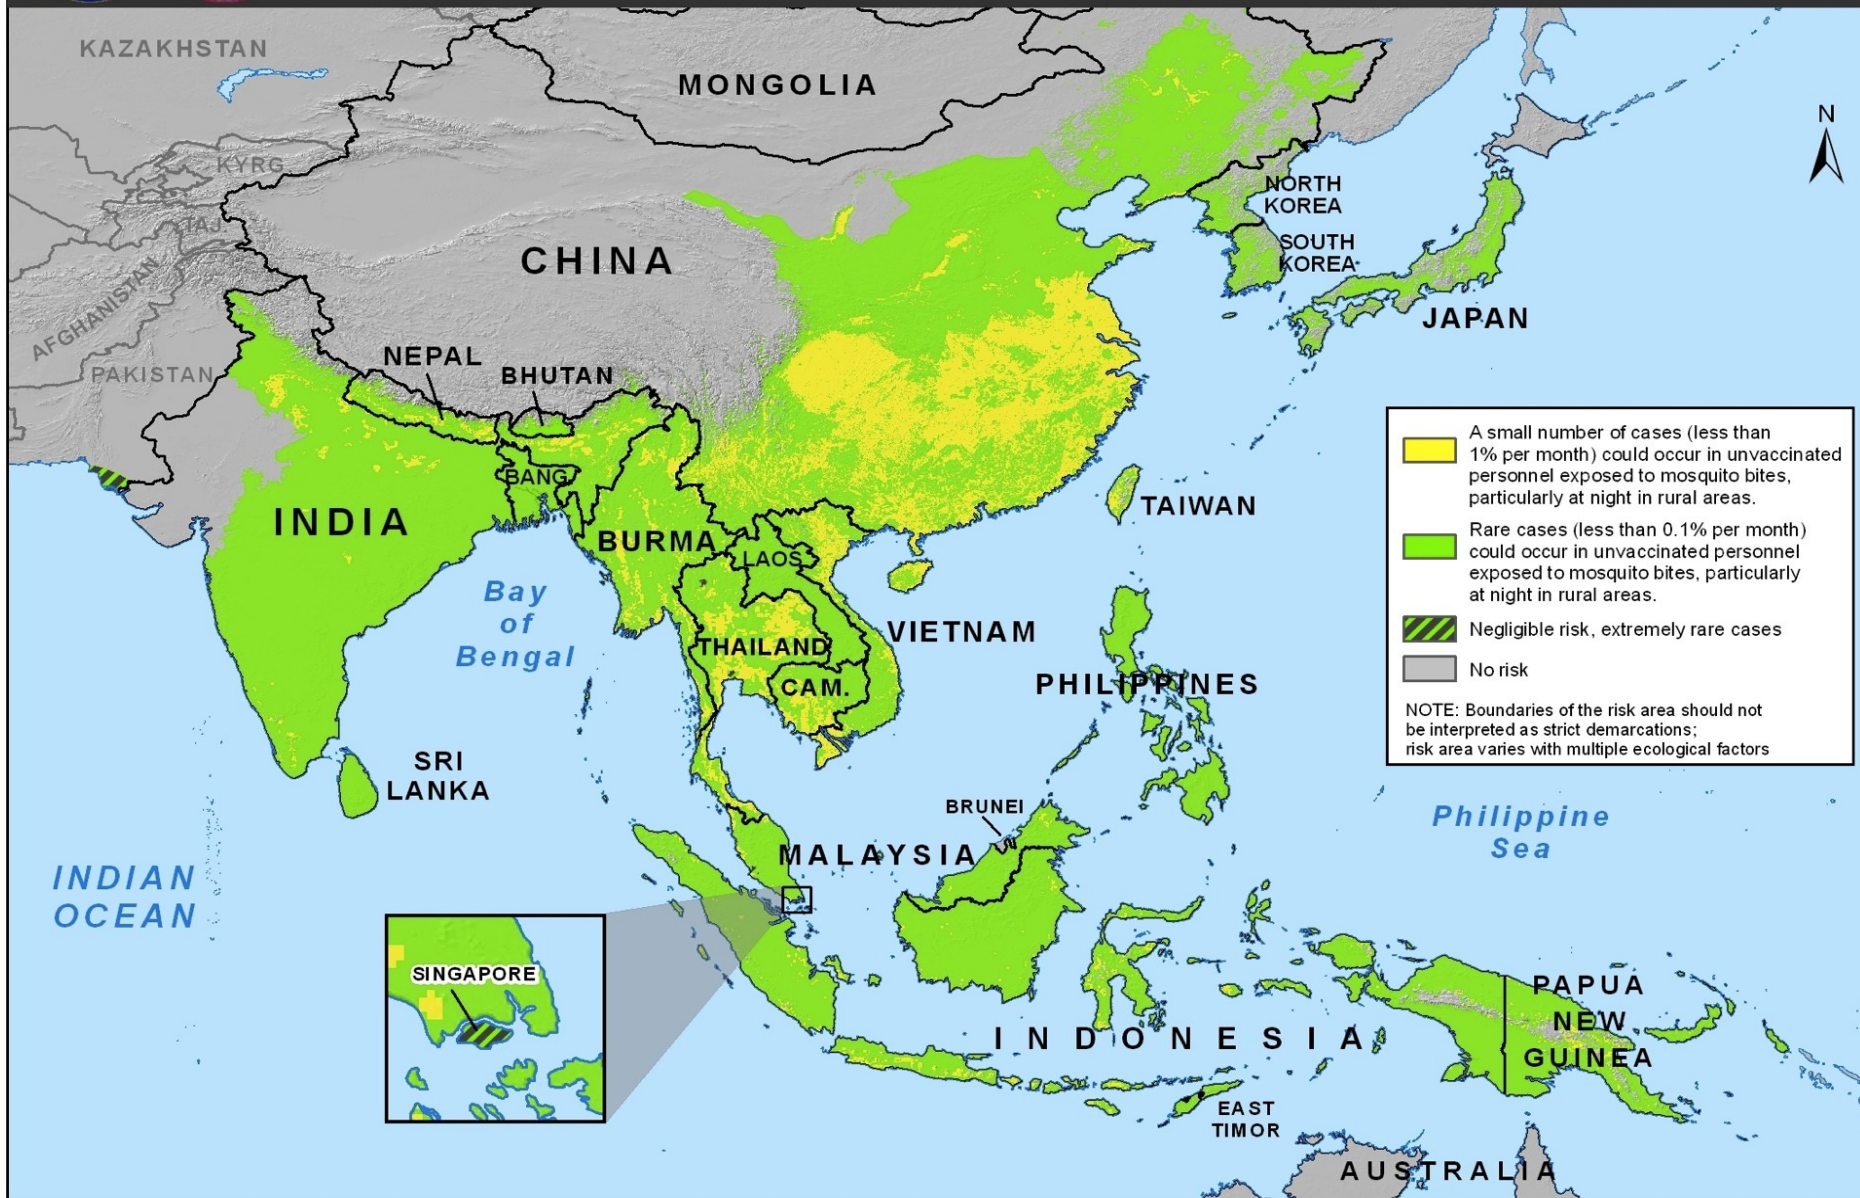 KAZAKHSTAN
MONGOLIA
N
KYRG
NORTH
KOREA
TAJ
SOUTH
KOREA
CHINA
AFGHANISTAN
JAPAN
NEPAL
BHUTAN
PAKISTAN
A small number of cases (less than
1% per month) could occur in unvaccinated
personnel exposed to mosquito bites,
particularly at night in rural areas.
Rare cases (less than 0.1% per month)
could occur in unvaccinated personnel
exposed to mosquito bites, particularly
at night in rural areas.
Negligible risk, extremely rare cases
No risk
NOTE: Boundaries of the risk area should not
be interpreted as strict demarcations;
risk area varies with multiple ecological factors
BANG.
TAIWAN
INDIA
BURMA
LAOS
Bay
of
Bengal
VIETNAM
THAILAND
CAM.
PHILIPPINES
SRI
LANKA
BRUNEI
Philippine
Sea
MALAYSIA
INDIAN
OCEAN
SINGAPORE
PAPUA
NEW
GUINEA
INDONESIA
EAST
TIMOR
AUSTRALIA